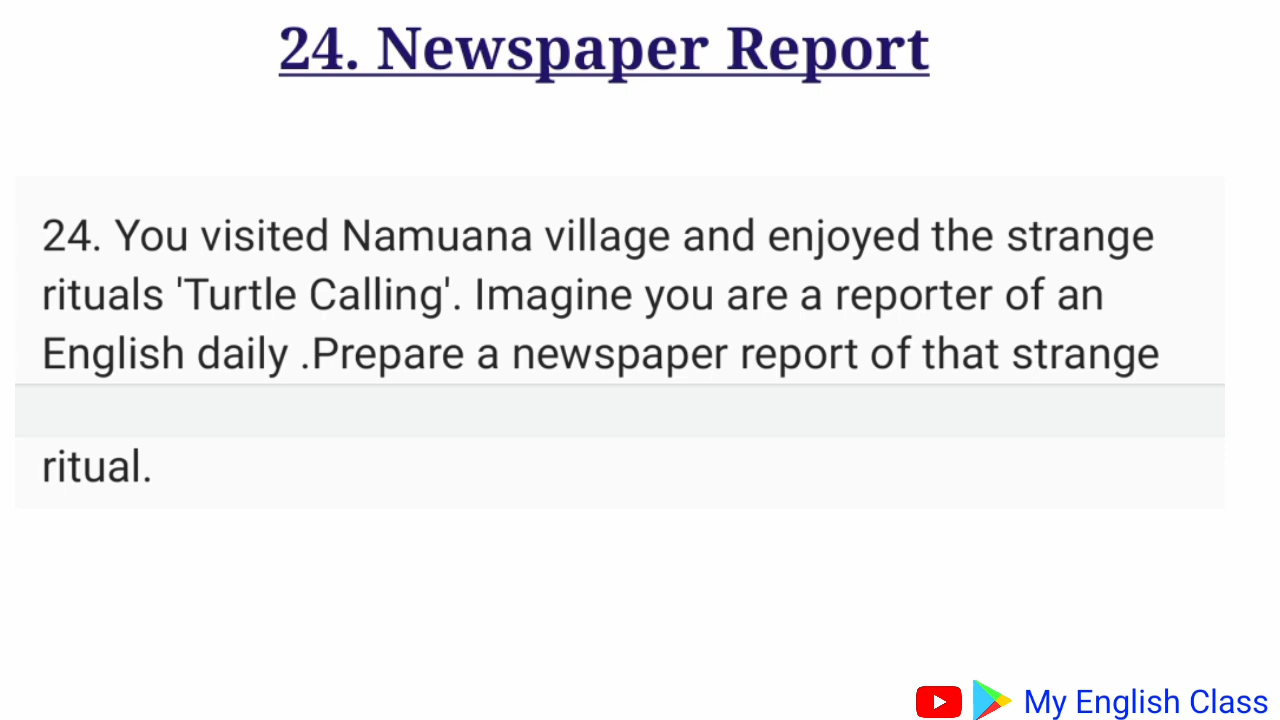 24. Newspaper Report
24. You visited Namuana village and enjoyed the strange
rituals 'Turtle Calling'. Imagine you are a reporter of an
English daily .Prepare a newspaper report of that strange
ritual.
My English Class